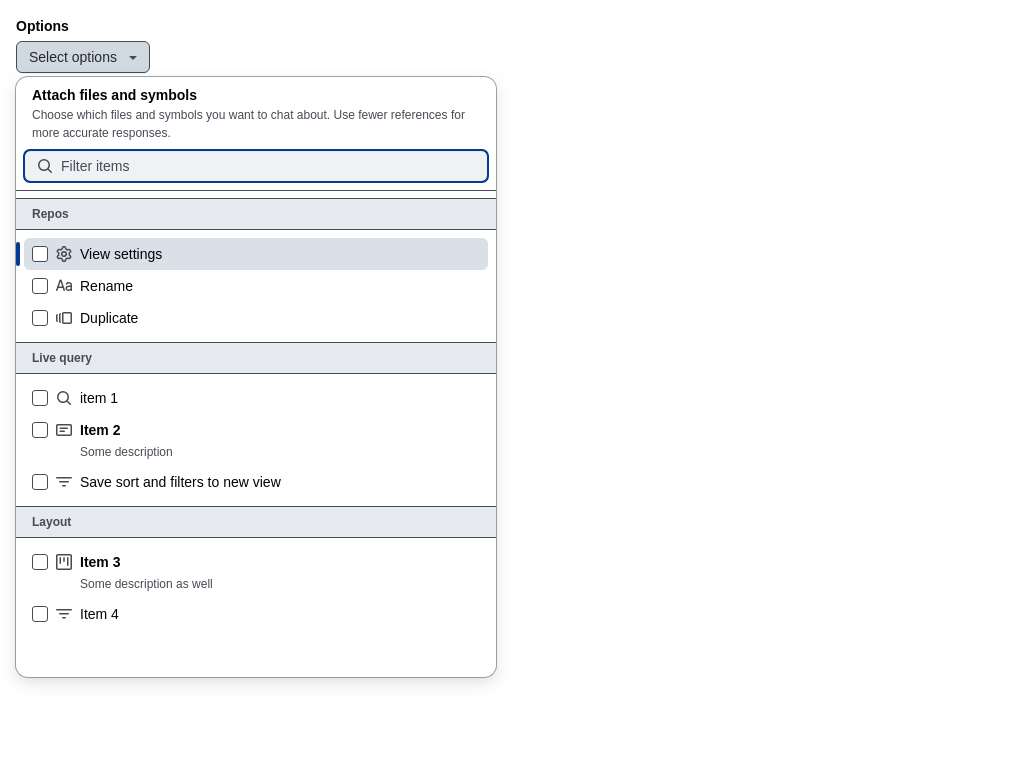 Options
Select options
Attach files and symbols
Choose which files and symbols you want to chat about. Use fewer references for
more accurate responses.
Filter items
Repos
View settings
Rename
Duplicate
Live query
item 1
Item 2
Some description
Save sort and filters to new view
Layout
Item 3
Some description as well
Item 4